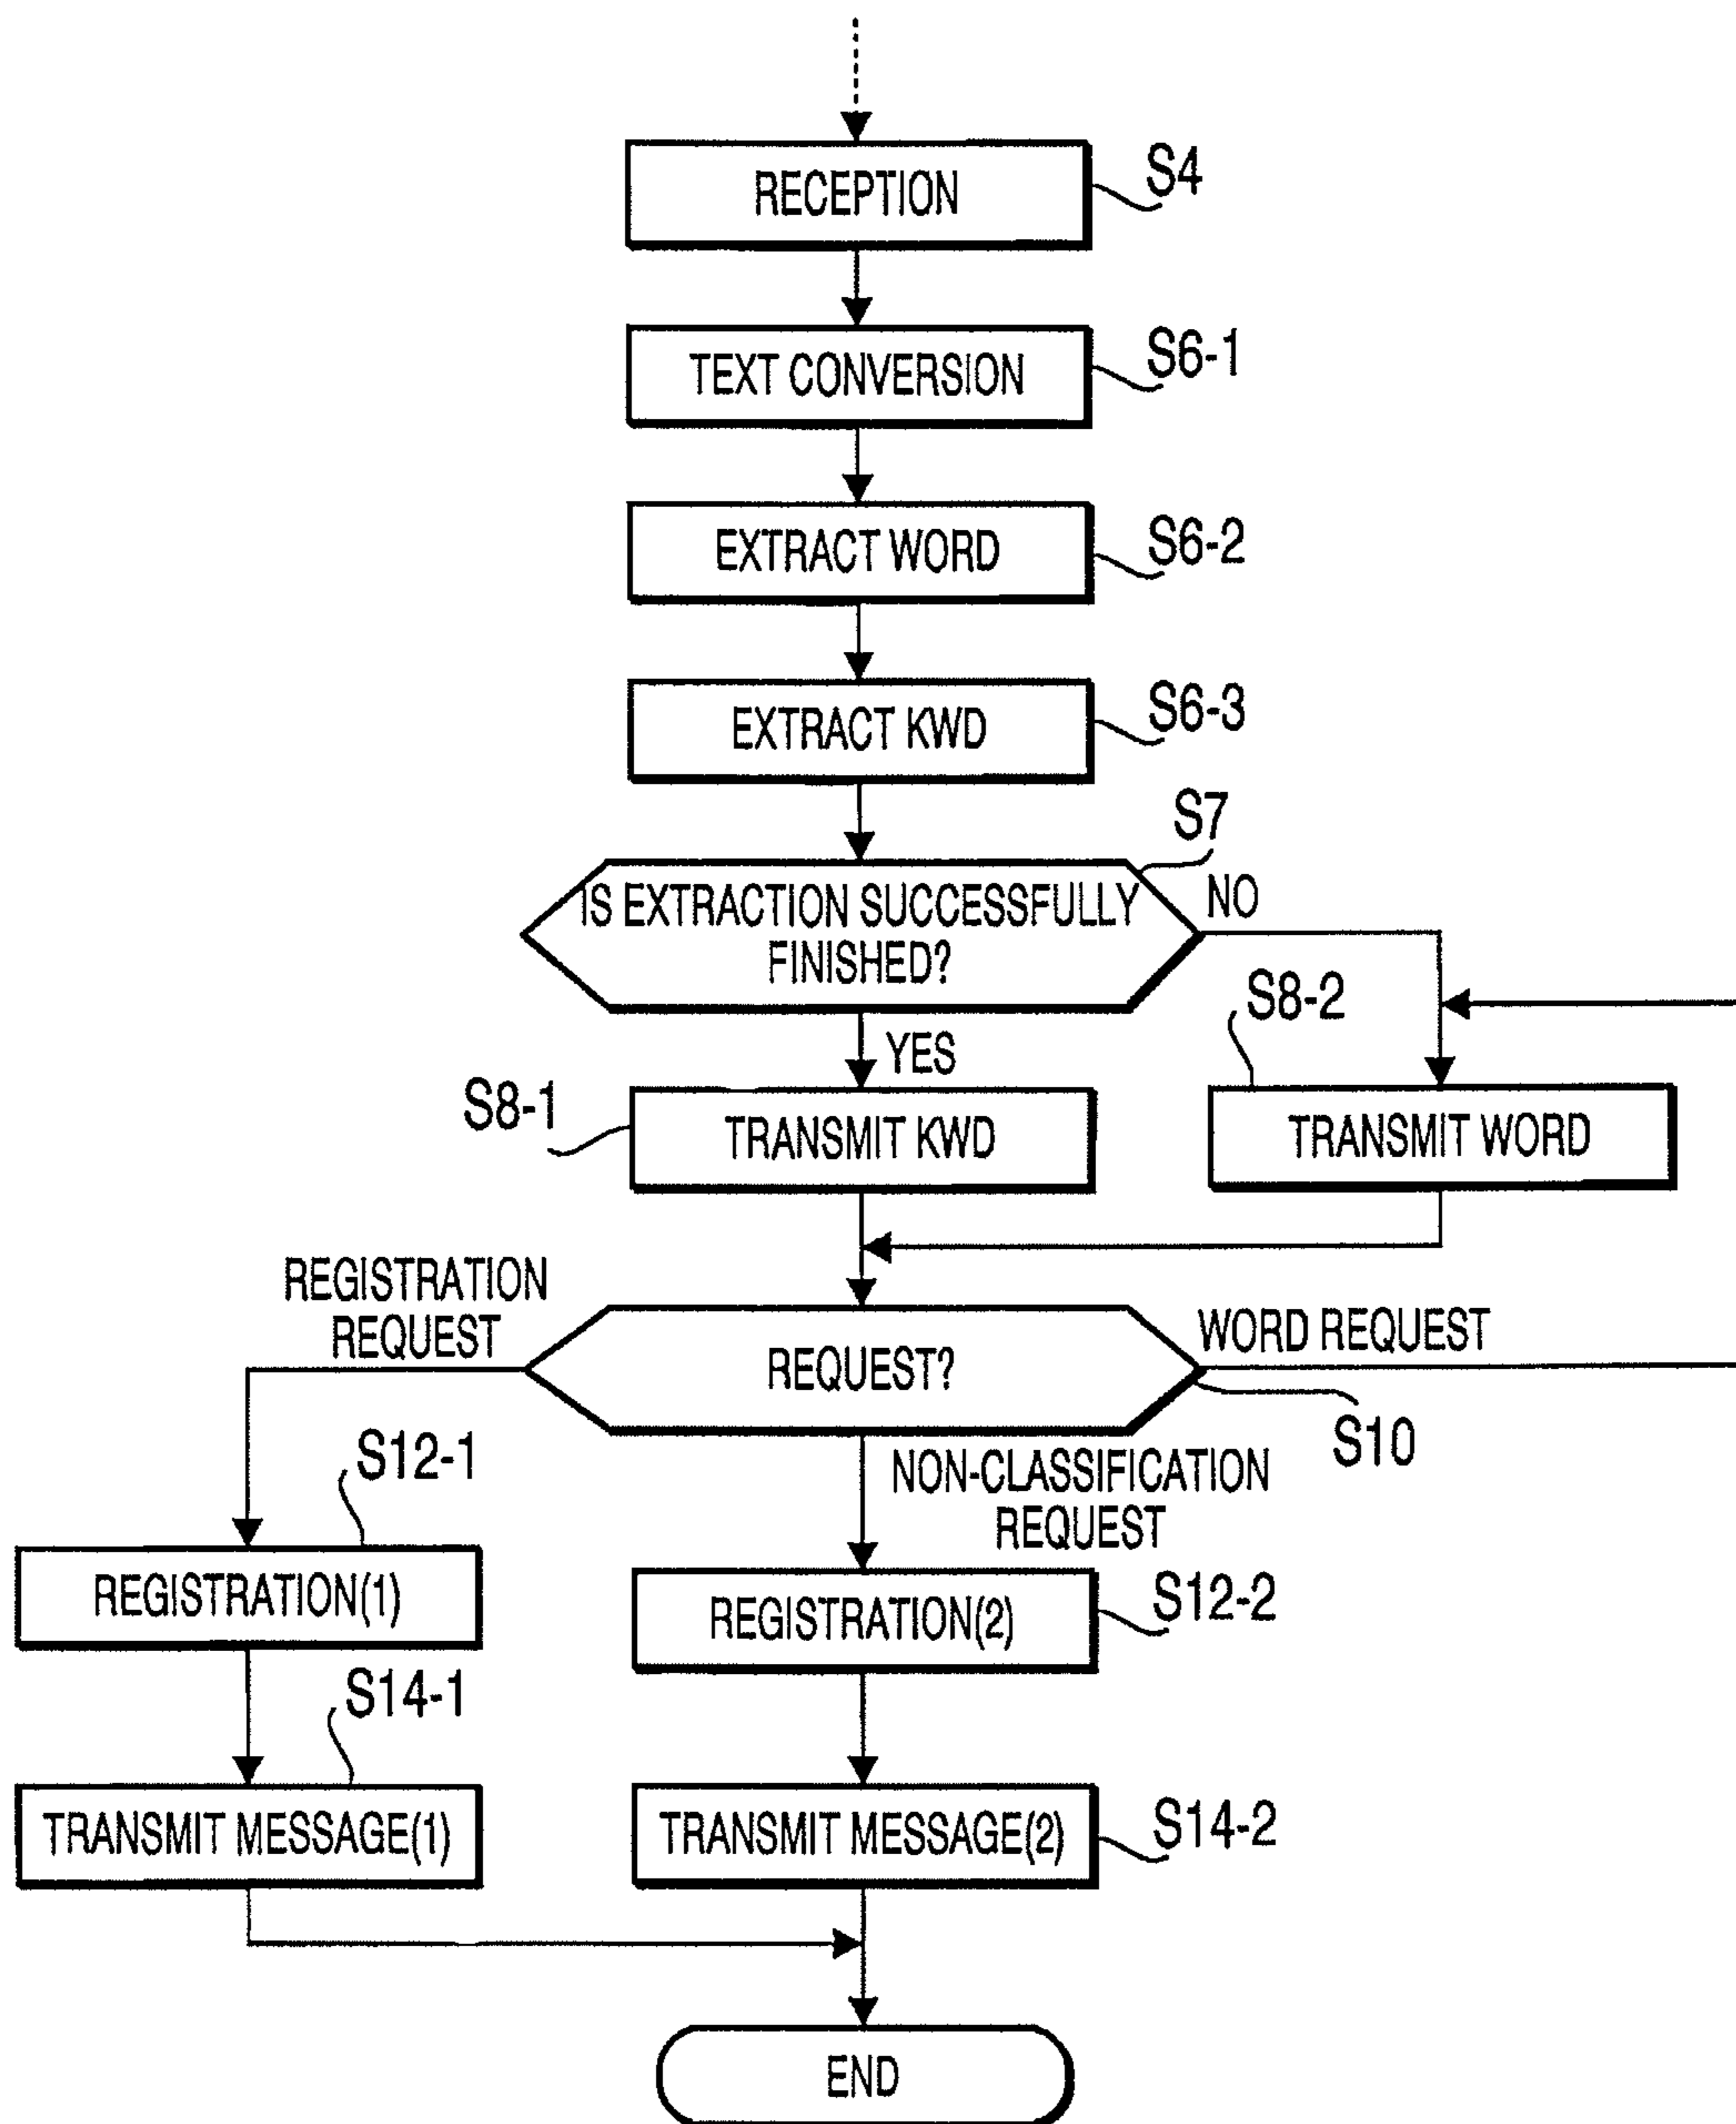 RECEPTION
S4
TEXT CONVERSION
S6-1
EXTRACT WORD
S6-2
EXTRACT KWD
S6-3
S7
IS EXTRACTION SUCCESSFULLY
FINISHED?
NO
YES
S8-2
S8-1
TRANSMIT KWD
TRANSMIT WORD
REGISTRATION
REQUEST
REQUEST?
WORD REQUEST
S10
NON-CLASSIFICATION
REQUEST
S12-1
REGISTRATION(1)
REGISTRATION(2)
S12-2
S14-1
TRANSMIT MESSAGE(1)
TRANSMIT MESSAGE(2)
S14-2
END